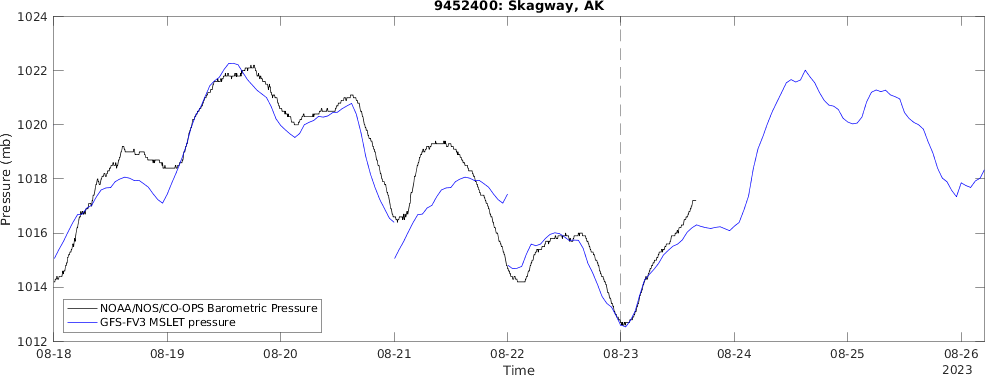 9452400: Skagway, AK
1024
1022
1020
1018
1016
1014
1012
Pressure (mb)
NOAA/NOS/CO-OPS Barometric Pressure
GFS-FV3 MSLET pressure
08-18 08-19 08-20 08-21 08-22 08-23 08-24 08-25 08-26
Time
2023